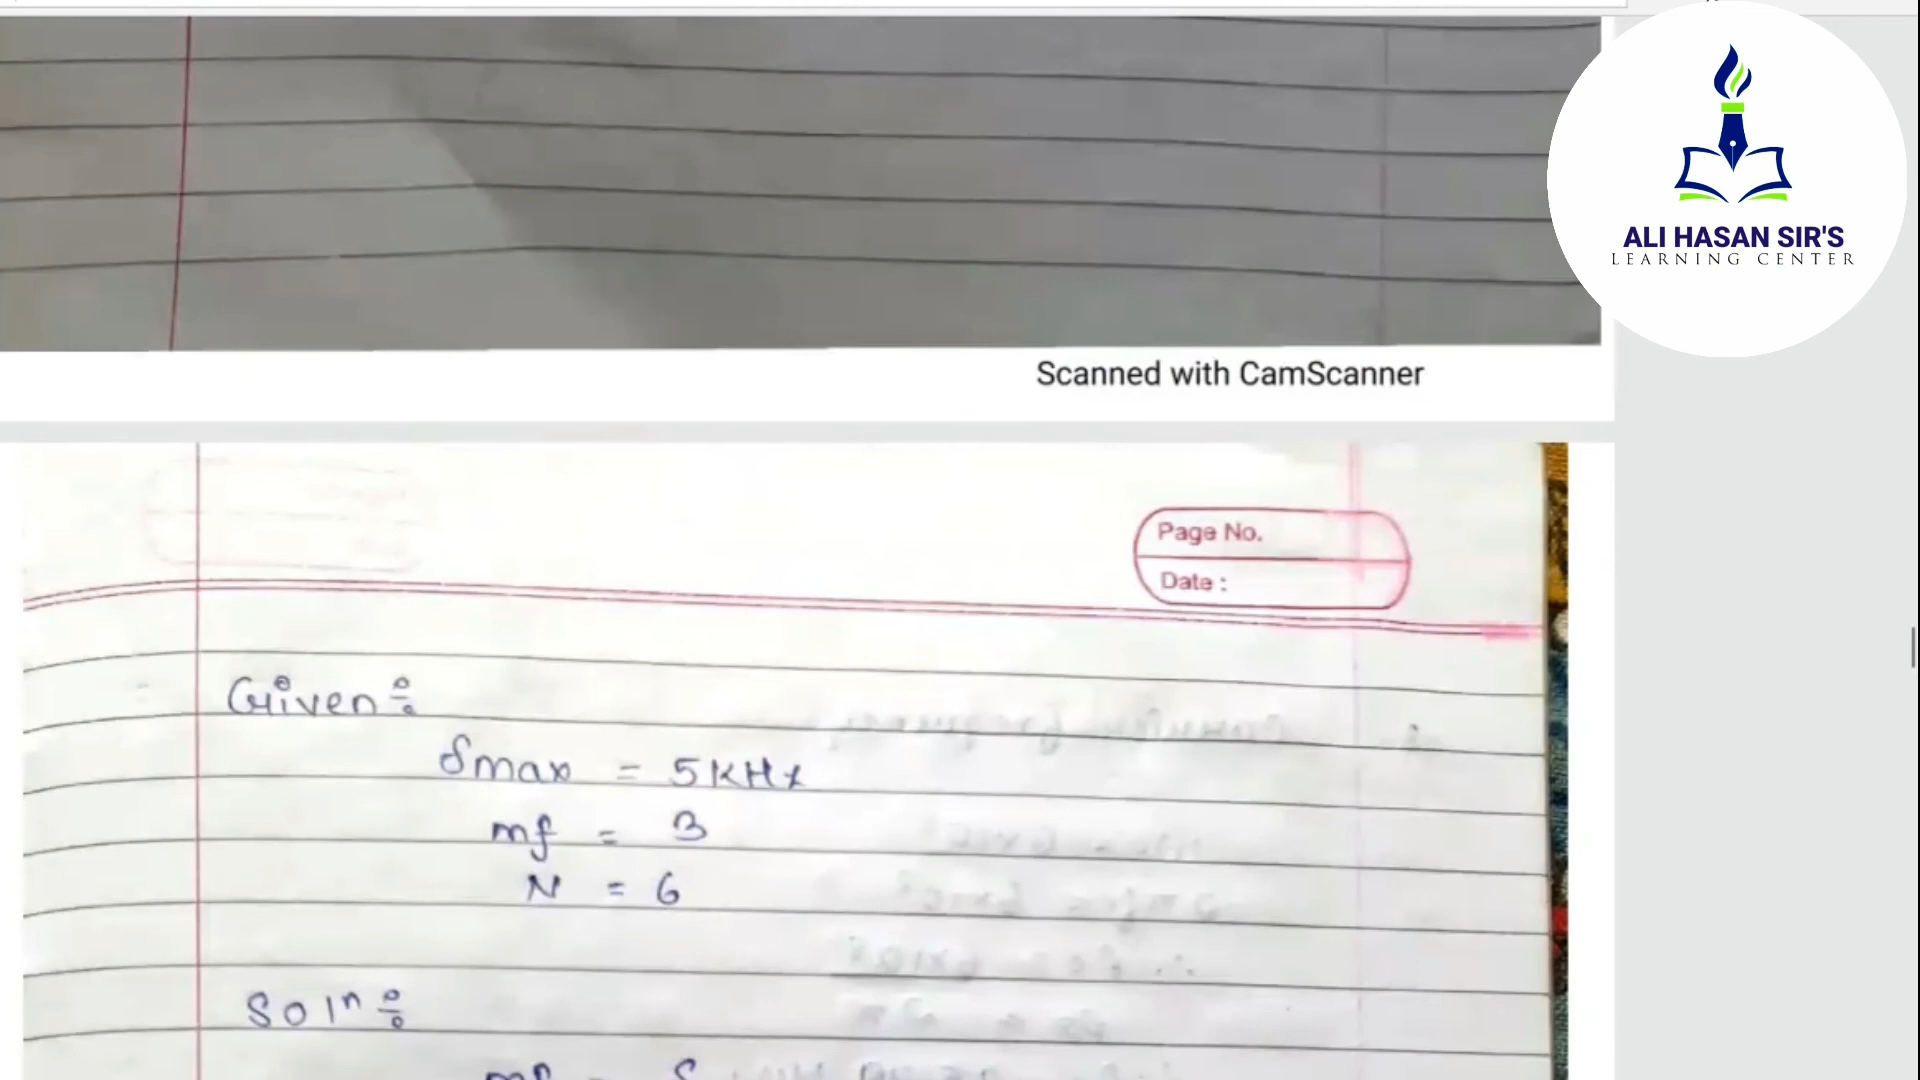 ALI HASAN SIR'S
LEARNING CENTER
Scanned with CamScanner
Page No.
Date :
Given :
δmax = 5KHz
mf = 3
N = 6
Soln :